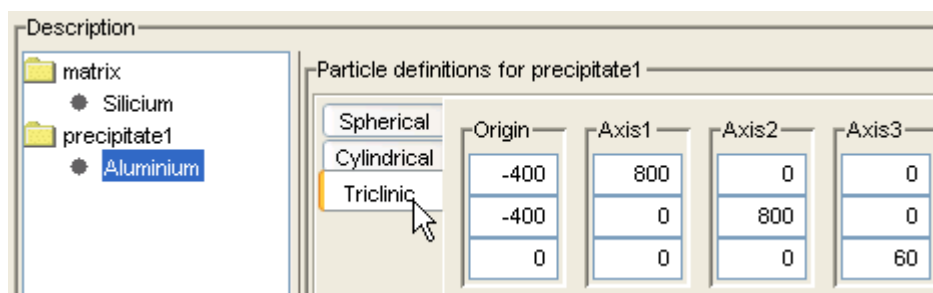 Description
matrix
Silicium
precipitate1
Aluminium
Particle definitions for precipitate1
Spherical
Cylindrical
Triclinic
Origin Axis1 Axis2 Axis3
-400 800 0 0
-400 0 800 0
0 0 0 60